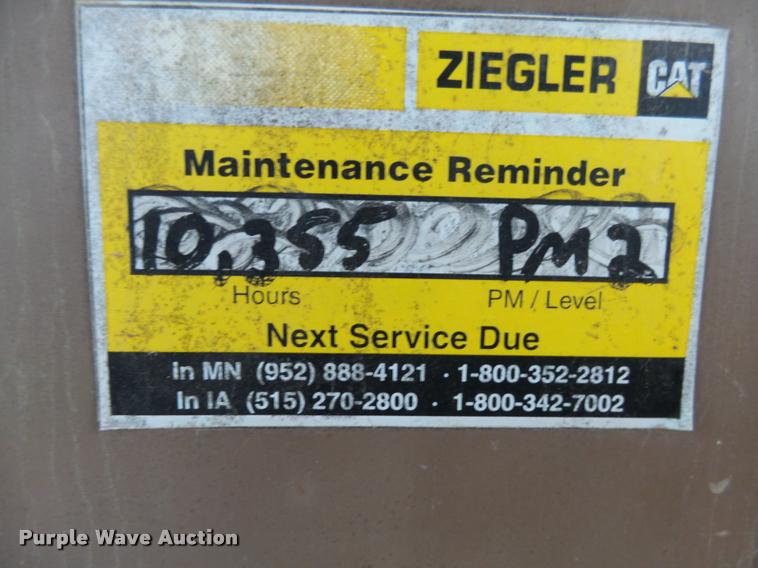 ZIEGLER CAT
Maintenance Reminder
10,355 PM2
Hours PM / Level
Next Service Due
In MN (952) 888-4121 · 1-800-352-2812
In IA (515) 270-2800 · 1-800-342-7002
Purple Wave Auction